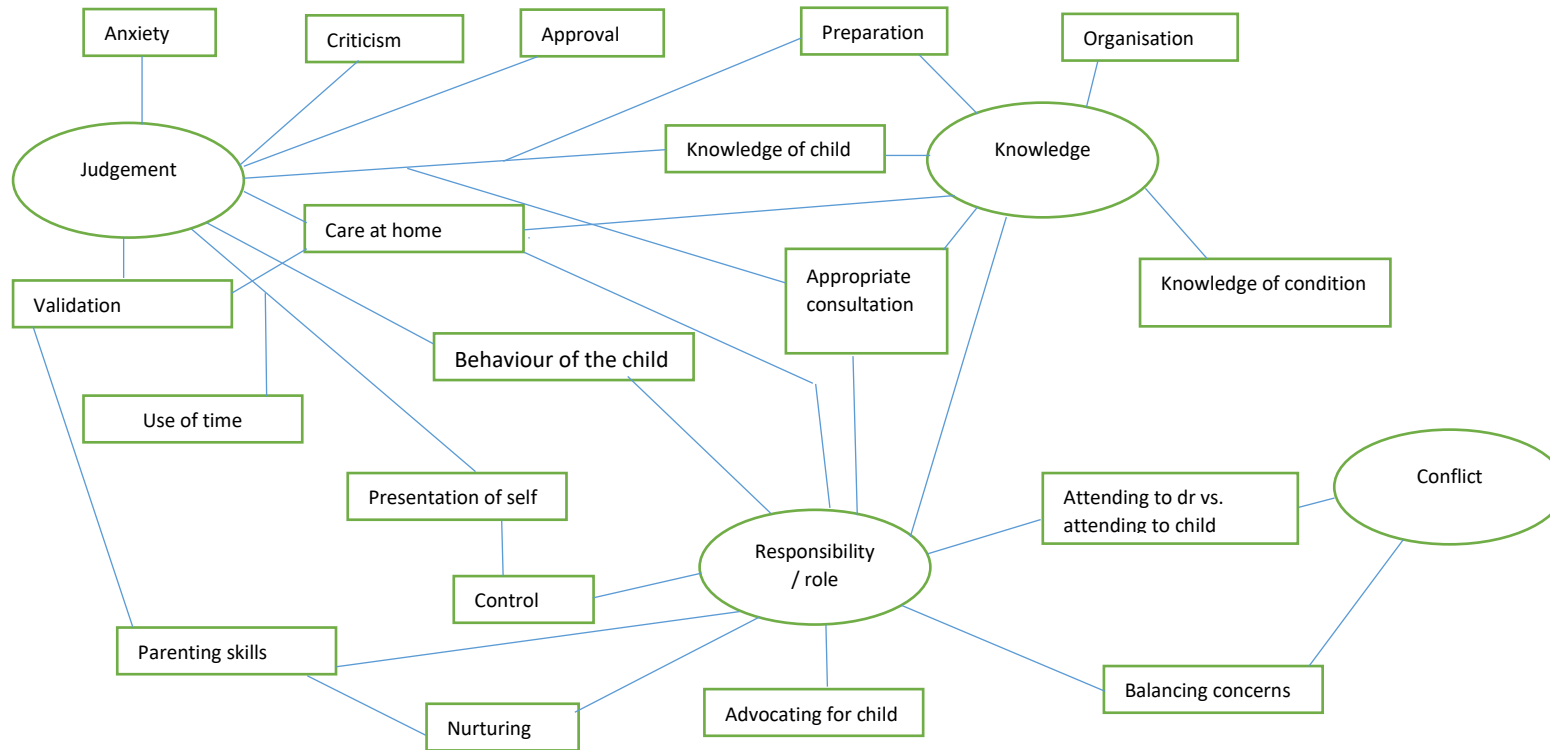 Anxiety
Criticism
Approval
Preparation
Organisation
Judgement
Knowledge of child
Knowledge
Care at home
Appropriate
consultation
Knowledge of condition
Validation
Behaviour of the child
Use of time
Presentation of self
Attending to dr vs.
attending to child
Conflict
Responsibility
/ role
Control
Parenting skills
Nurturing
Advocating for child
Balancing concerns